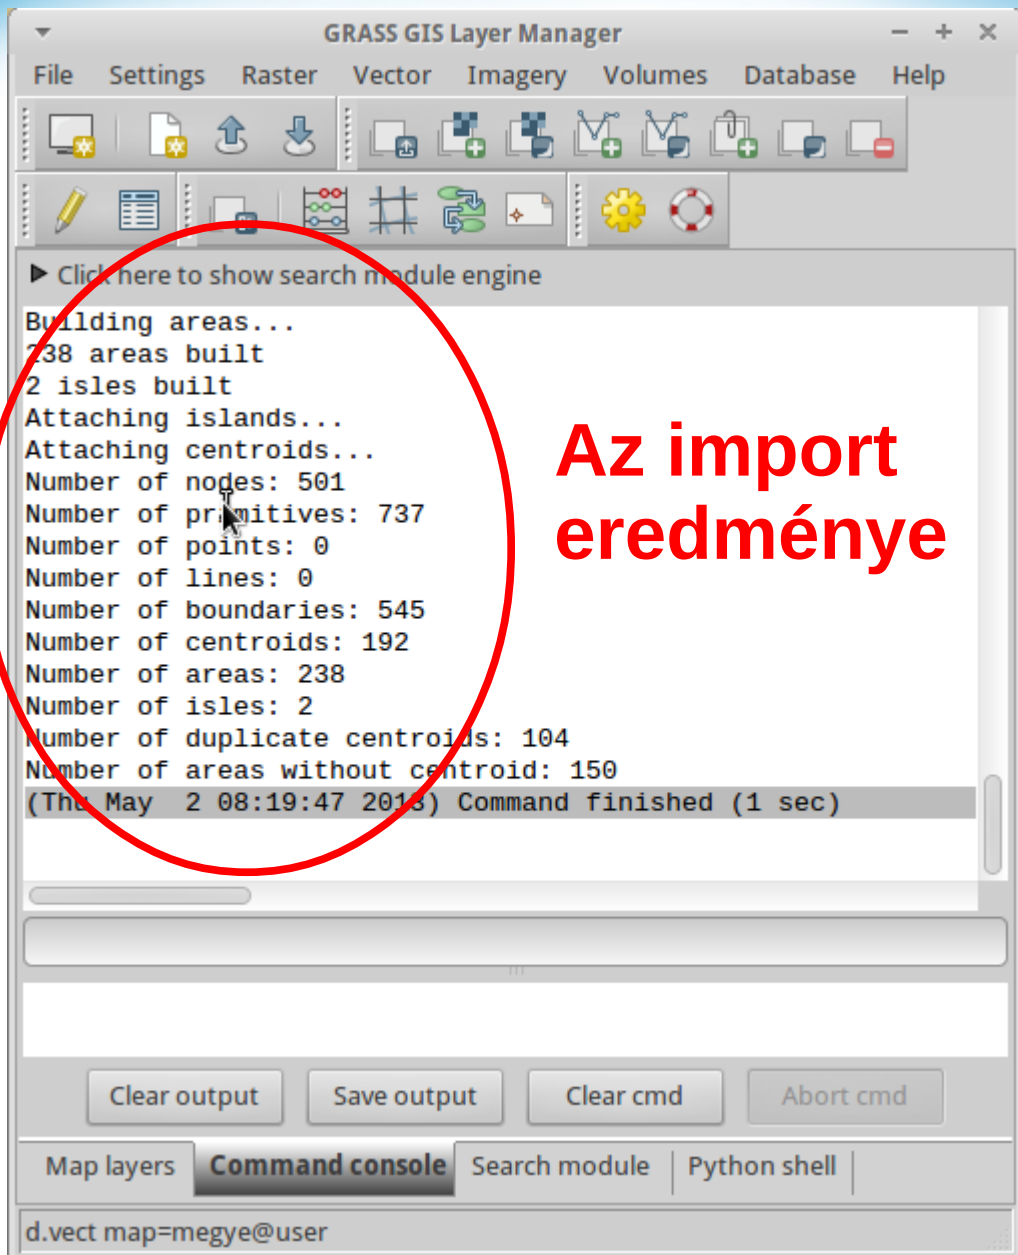 GRASS GIS Layer Manager
File Settings Raster Vector Imagery Volumes Database Help
Click here to show search module engine
Building areas...
238 areas built
2 isles built
Attaching islands...
Attaching centroids...
Number of nodes: 501
Number of primitives: 737
Number of points: 0
Number of lines: 0
Number of boundaries: 545
Number of centroids: 192
Number of areas: 238
Number of isles: 2
Number of duplicate centroids: 104
Number of areas without centroid: 150
(Thu May  2 08:19:47 2013) Command finished (1 sec)
Az import
eredménye
Clear output Save output Clear cmd Abort cmd
Map layers Command console Search module Python shell
d.vect map=megye@user